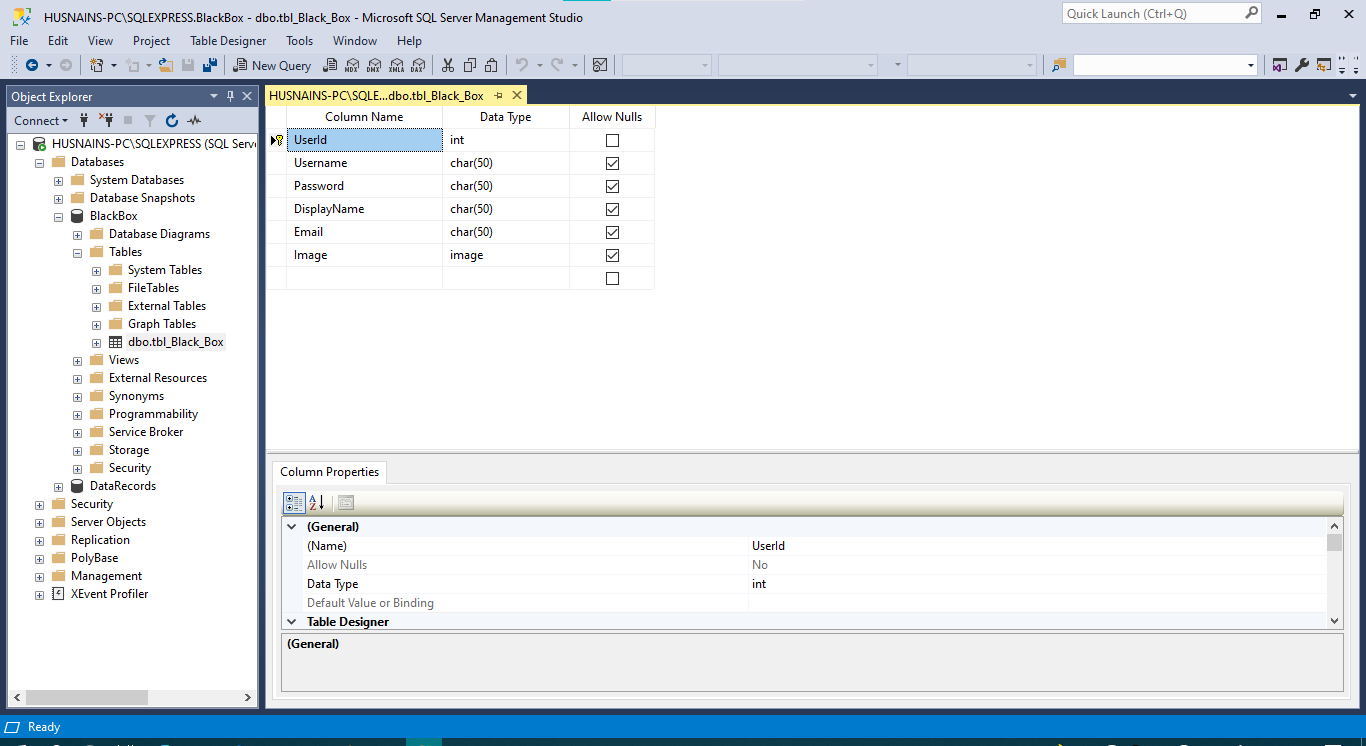 HUSNAINS-PC\SQLEXPRESS.BlackBox - dbo.tbl_Black_Box - Microsoft SQL Server Management Studio
Quick Launch (Ctrl+Q)
File Edit View Project Table Designer Tools Window Help
New Query MDX DMX XMLA DAX
Object Explorer
Connect
HUSNAINS-PC\SQLEXPRESS (SQL Serve
Databases
System Databases
Database Snapshots
BlackBox
Database Diagrams
Tables
System Tables
FileTables
External Tables
Graph Tables
dbo.tbl_Black_Box
Views
External Resources
Synonyms
Programmability
Service Broker
Storage
Security
DataRecords
Security
Server Objects
Replication
PolyBase
Management
XEvent Profiler
HUSNAINS-PC\SQLE...dbo.tbl_Black_Box
Column Name Data Type Allow Nulls
UserId int
Username char(50)
Password char(50)
DisplayName char(50)
Email char(50)
Image image
Column Properties
(General)
(Name) UserId
Allow Nulls No
Data Type int
Default Value or Binding
Table Designer
(General)
Ready